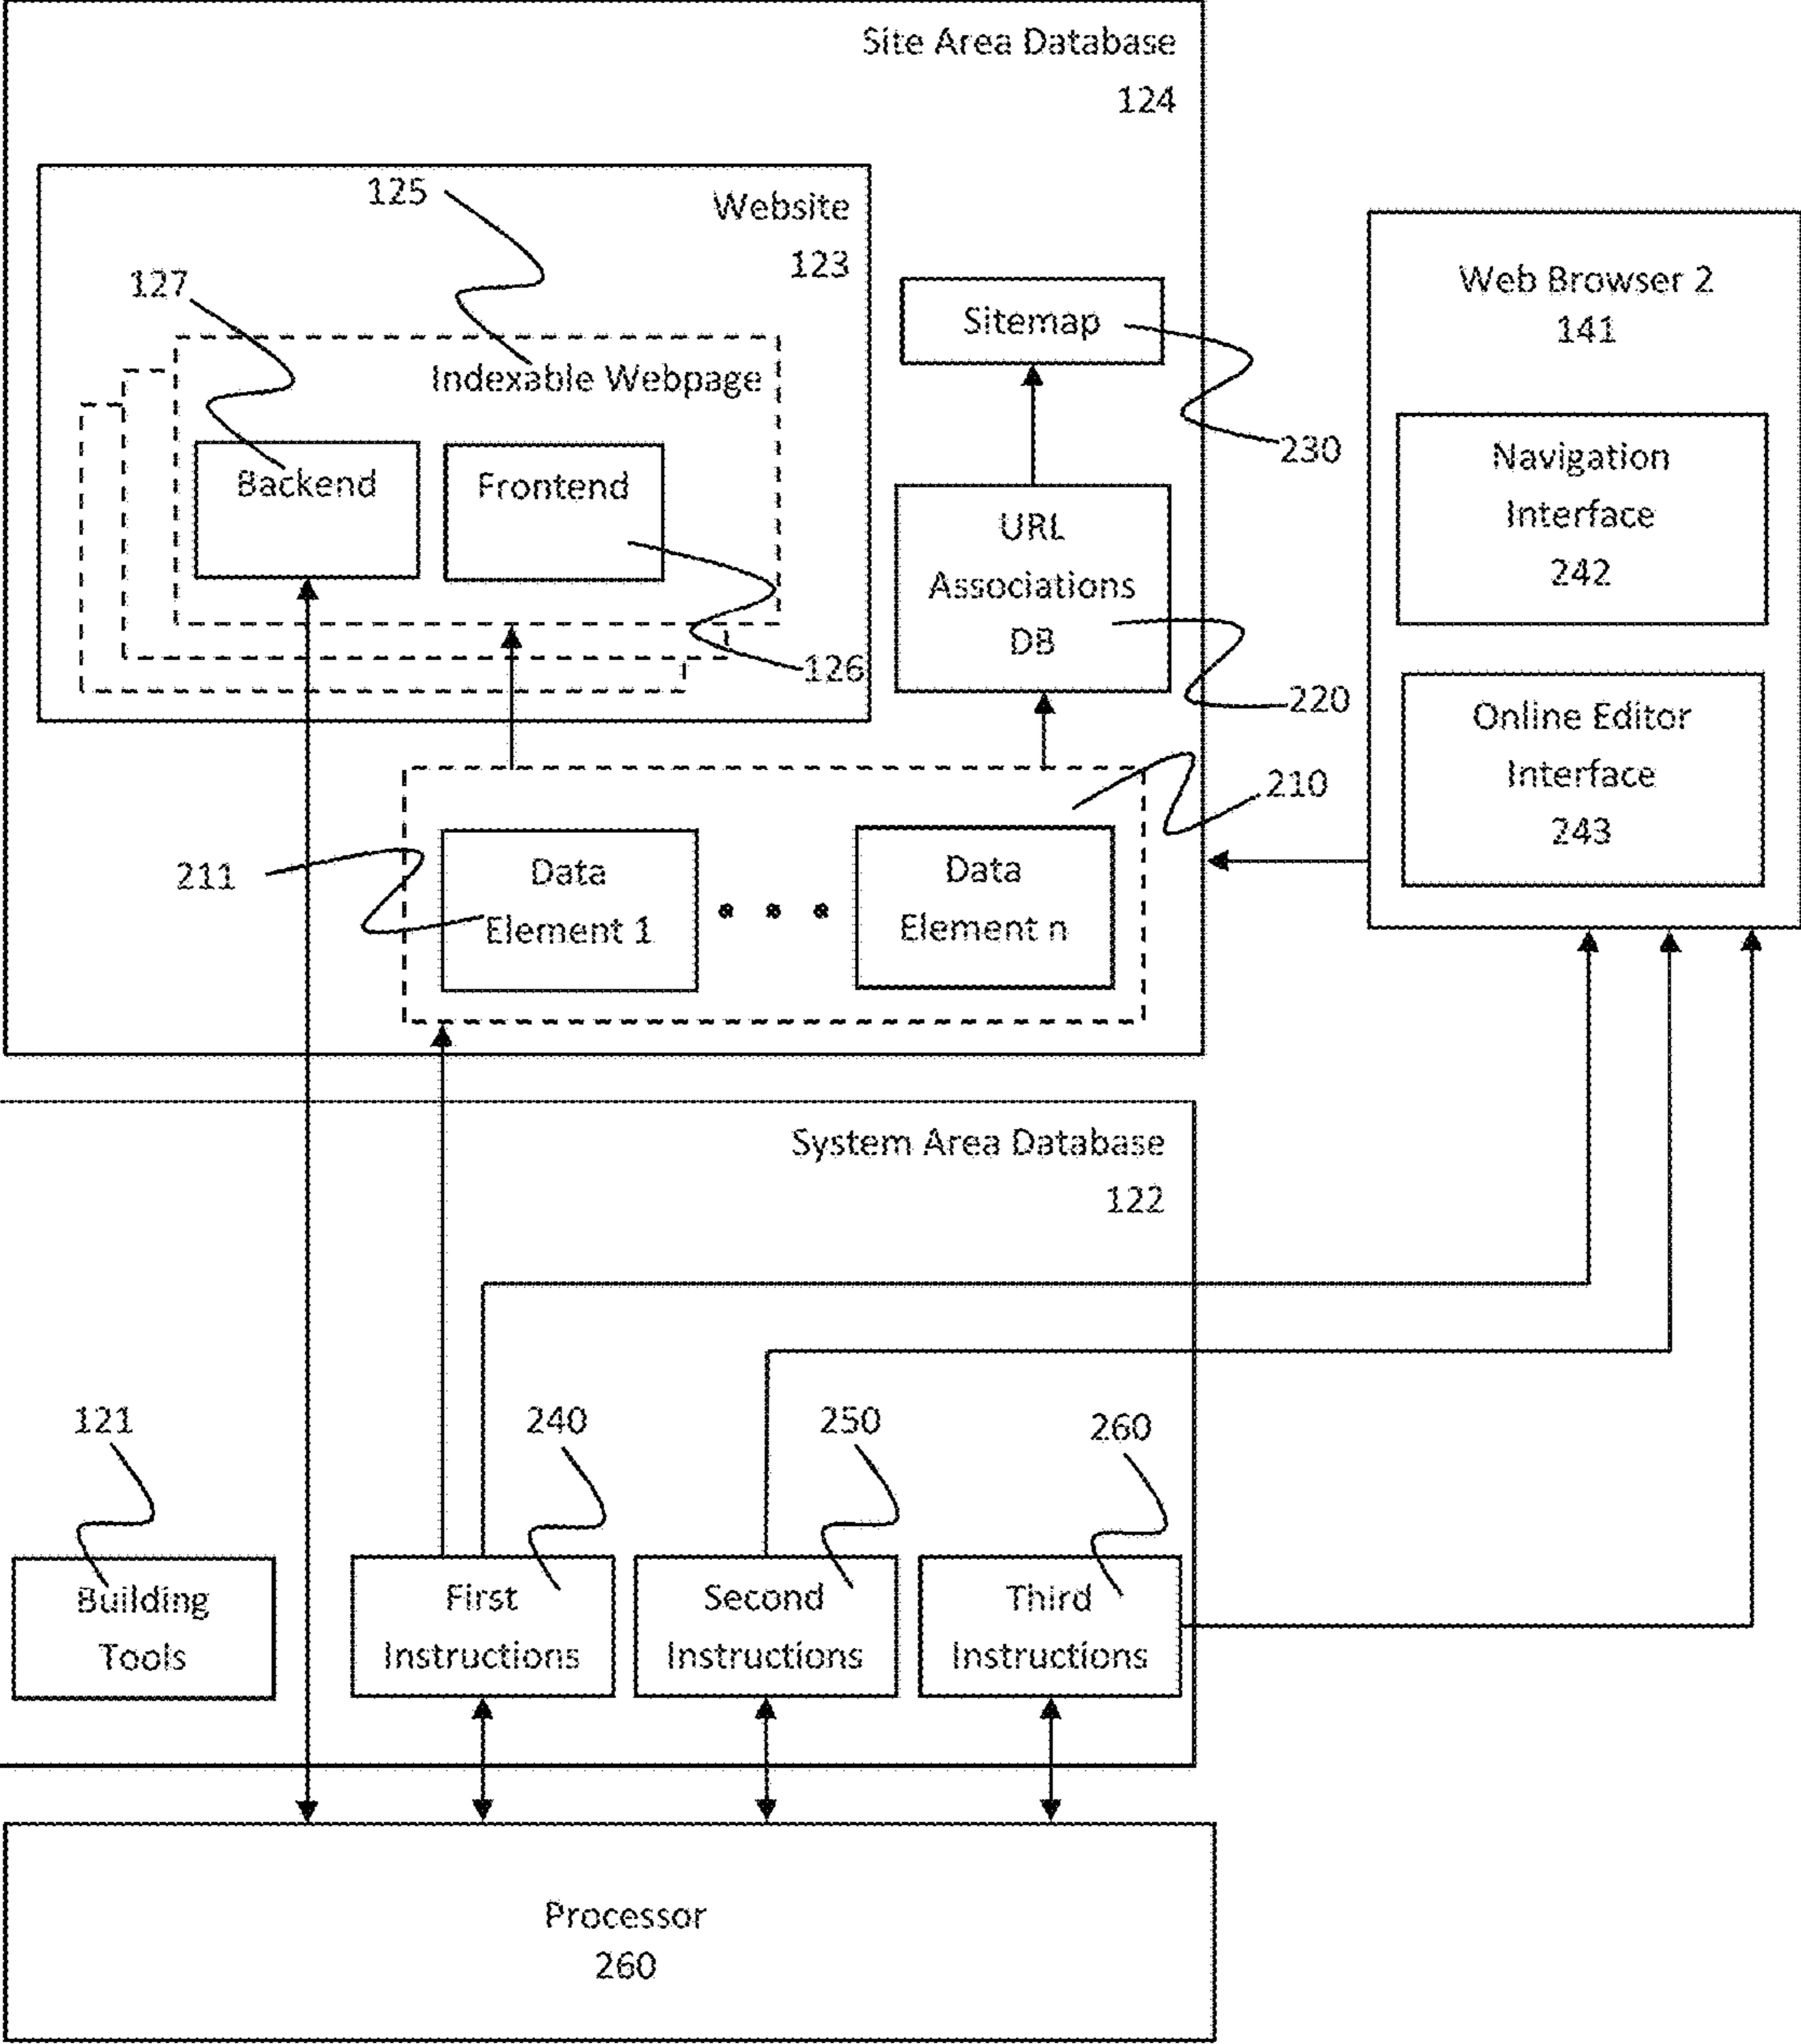 Site Area Database
124
125
Website
123
127
Indexable Webpage
Backend
Frontend
126
Sitemap
230
URL
Associations
DB
220
Web Browser 2
141
Navigation
Interface
242
Online Editor
Interface
243
210
211
Data
Element 1
Data
Element n
System Area Database
122
121
240
250
260
Building
Tools
First
Instructions
Second
Instructions
Third
Instructions
Processor
260